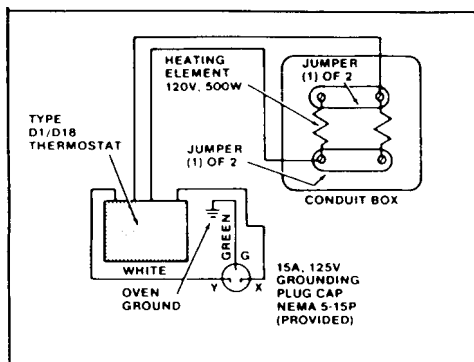 HEATING
ELEMENT
120V, 500W
JUMPER
(1) OF 2
TYPE
D1/D18
THERMOSTAT
JUMPER
(1) OF 2
CONDUIT BOX
WHITE
GREEN
G
Y
X
OVEN
GROUND
15A, 125V
GROUNDING
PLUG CAP
NEMA 5-15P
(PROVIDED)